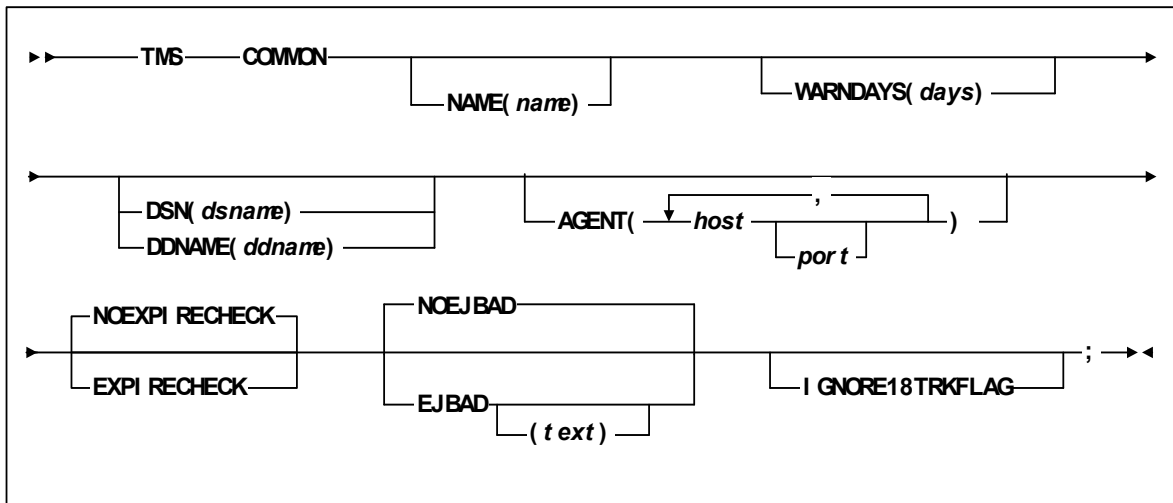 TMS COMMON
NAME( name)
WARNDAYS( days)
DSN( dsname)
DDNAME( ddname)
AGENT( host , )
port
NOEXPIRECHECK
EXPIRECHECK
NOEJBAD
EJBAD
( text)
IGNORE18TRKFLAG ;